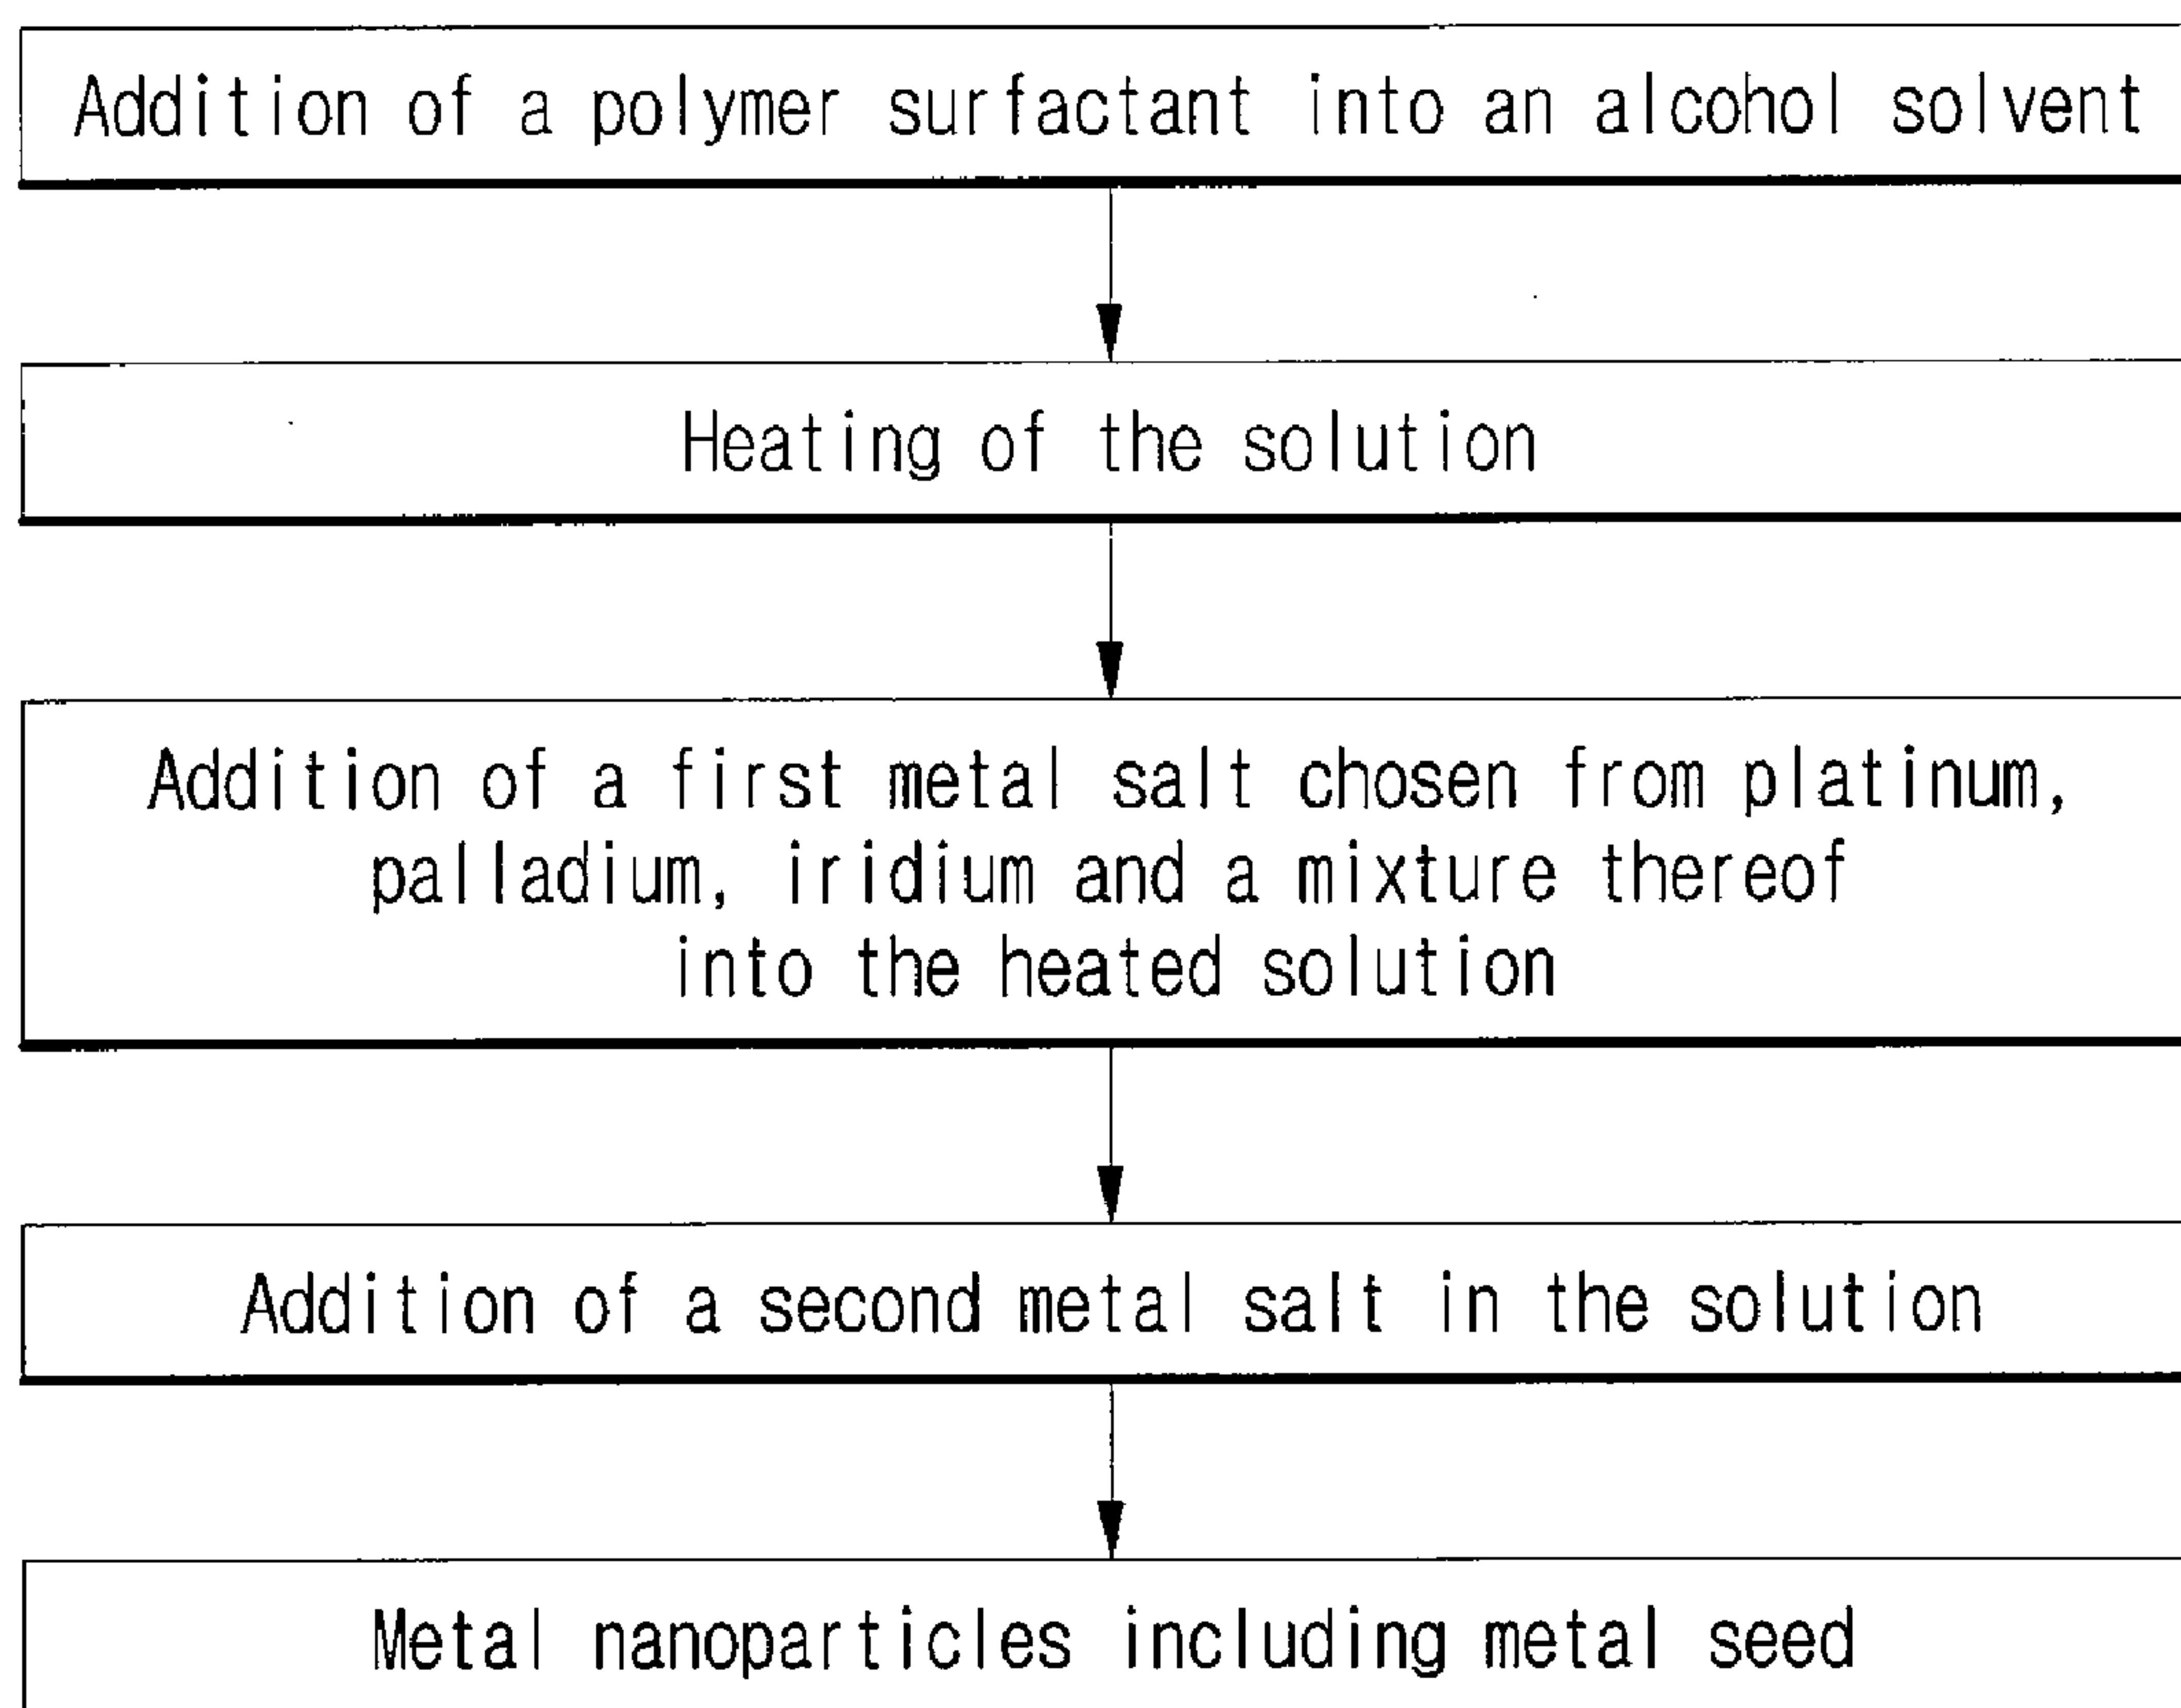 Addition of a polymer surfactant into an alcohol solvent
Heating of the solution
Addition of a first metal salt chosen from platinum,
palladium, iridium and a mixture thereof
into the heated solution
Addition of a second metal salt in the solution
Metal nanoparticles including metal seed